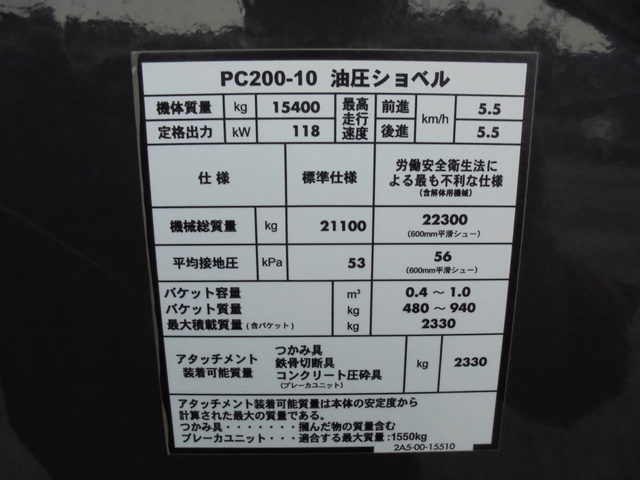 PC200-10 油圧ショベル
機体質量 kg 15400 最高走行速度 前進 km/h 5.5
定格出力 kW 118 後進 5.5
仕様 標準仕様 労働安全衛生法に
よる最も不利な仕様
(含解体用機械)
機械総質量 kg 21100 22300
(600mm平滑シュー)
平均接地圧 kPa 53 56
(600mm平滑シュー)
バケット容量 m³ 0.4 ~ 1.0
バケット質量 kg 480 ~ 940
最大積載質量 (含バケット) kg 2330
アタッチメント
装着可能質量
つかみ具
鉄骨切断具
コンクリート圧砕具
(ブレーカユニット)
kg 2330
アタッチメント装着可能質量は本体の安定度から
計算された最大の質量である。
つかみ具・・・・・・・掴んだ物の質量含む
ブレーカユニット・・・適合する最大質量:1550kg
2A5-00-15510